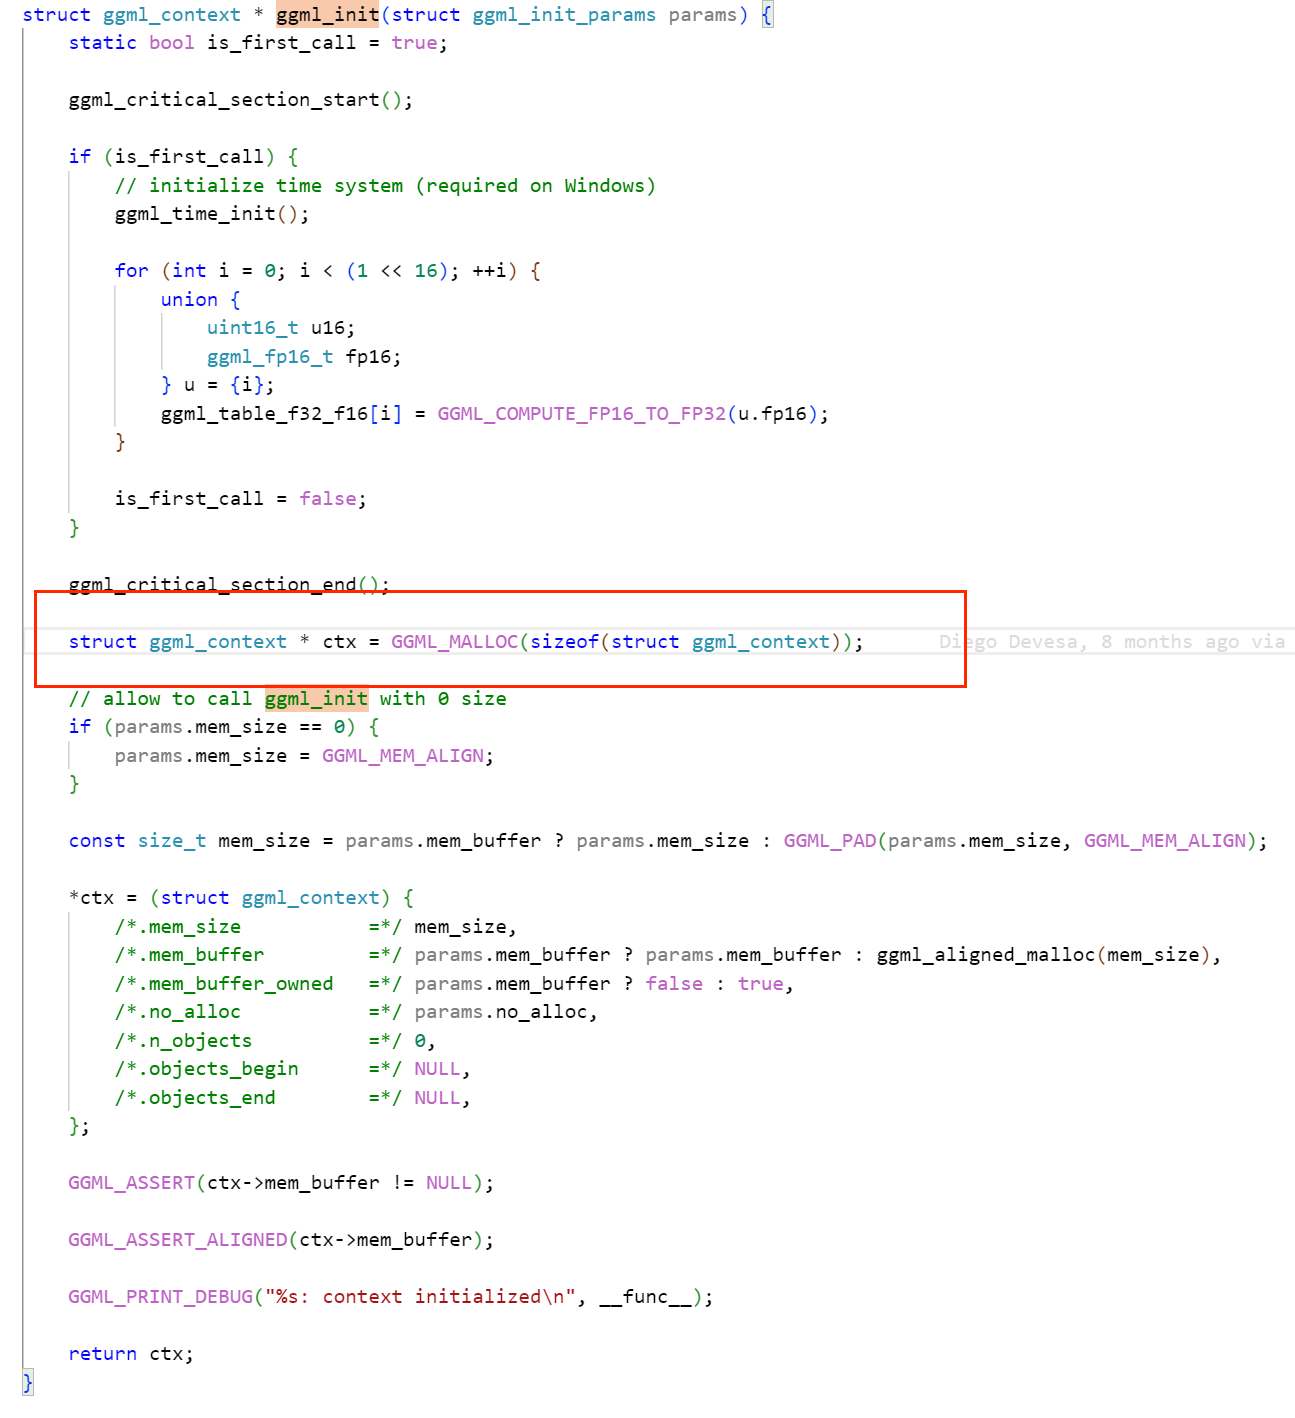 struct ggml_context * ggml_init(struct ggml_init_params params) {
    static bool is_first_call = true;

    ggml_critical_section_start();

    if (is_first_call) {
        // initialize time system (required on Windows)
        ggml_time_init();

        for (int i = 0; i < (1 << 16); ++i) {
            union {
                uint16_t u16;
                ggml_fp16_t fp16;
            } u = {i};
            ggml_table_f32_f16[i] = GGML_COMPUTE_FP16_TO_FP32(u.fp16);
        }

        is_first_call = false;
    }

    ggml_critical_section_end();

    struct ggml_context * ctx = GGML_MALLOC(sizeof(struct ggml_context));      Diego Devesa, 8 months ago via

    // allow to call ggml_init with 0 size
    if (params.mem_size == 0) {
        params.mem_size = GGML_MEM_ALIGN;
    }

    const size_t mem_size = params.mem_buffer ? params.mem_size : GGML_PAD(params.mem_size, GGML_MEM_ALIGN);

    *ctx = (struct ggml_context) {
        /*.mem_size           =*/ mem_size,
        /*.mem_buffer         =*/ params.mem_buffer ? params.mem_buffer : ggml_aligned_malloc(mem_size),
        /*.mem_buffer_owned   =*/ params.mem_buffer ? false : true,
        /*.no_alloc           =*/ params.no_alloc,
        /*.n_objects          =*/ 0,
        /*.objects_begin      =*/ NULL,
        /*.objects_end        =*/ NULL,
    };

    GGML_ASSERT(ctx->mem_buffer != NULL);

    GGML_ASSERT_ALIGNED(ctx->mem_buffer);

    GGML_PRINT_DEBUG("%s: context initialized\n", __func__);

    return ctx;
}